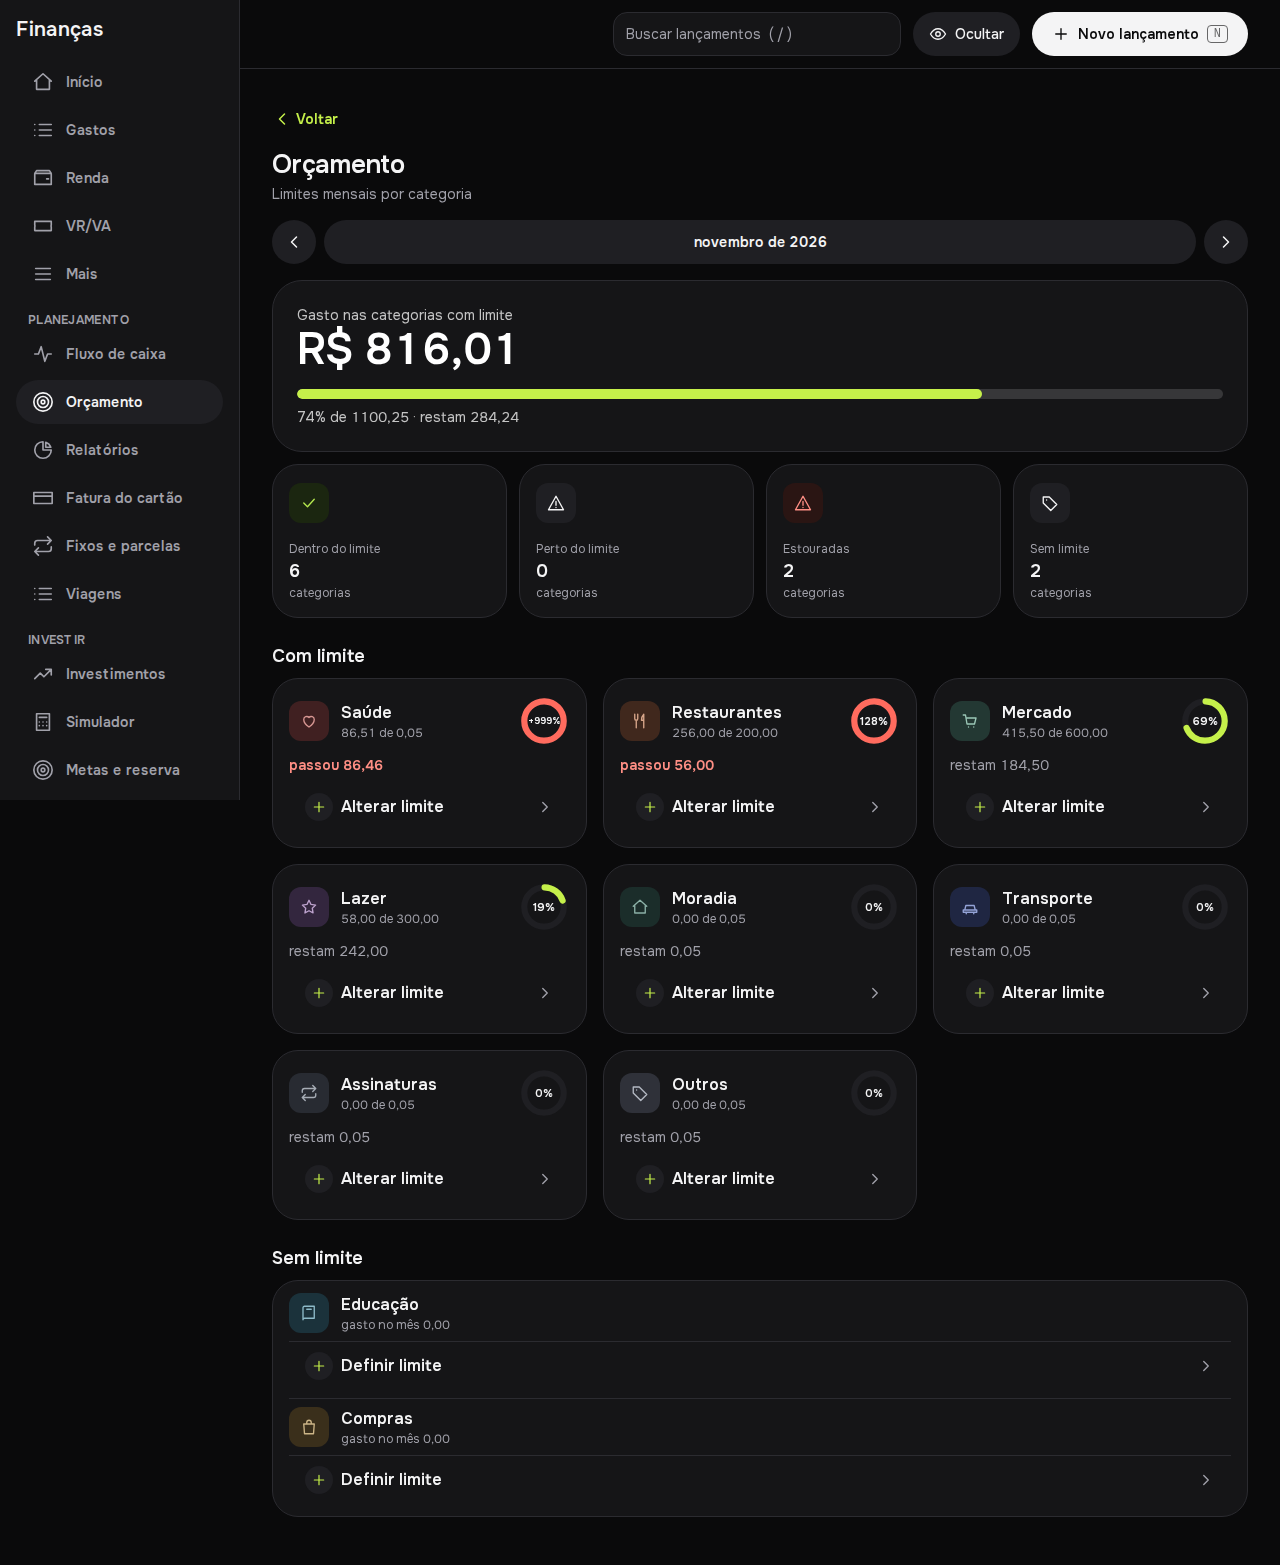 Finanças
Buscar lançamentos ( / )
Ocultar
Novo lançamento N
Início
Gastos
Renda
VR/VA
Mais
PLANEJAMENTO
Fluxo de caixa
Orçamento
Relatórios
Fatura do cartão
Fixos e parcelas
Viagens
INVESTIR
Investimentos
Simulador
Metas e reserva
Voltar
Orçamento
Limites mensais por categoria
novembro de 2026
Gasto nas categorias com limite
R$ 816,01
74% de 1100,25 · restam 284,24
Dentro do limite
6
categorias
Perto do limite
0
categorias
Estouradas
2
categorias
Sem limite
2
categorias
Com limite
Saúde
86,51 de 0,05
+999%
passou 86,46
Alterar limite
Restaurantes
256,00 de 200,00
128%
passou 56,00
Alterar limite
Mercado
415,50 de 600,00
69%
restam 184,50
Alterar limite
Lazer
58,00 de 300,00
19%
restam 242,00
Alterar limite
Moradia
0,00 de 0,05
0%
restam 0,05
Alterar limite
Transporte
0,00 de 0,05
0%
restam 0,05
Alterar limite
Assinaturas
0,00 de 0,05
0%
restam 0,05
Alterar limite
Outros
0,00 de 0,05
0%
restam 0,05
Alterar limite
Sem limite
Educação
gasto no mês 0,00
Definir limite
Compras
gasto no mês 0,00
Definir limite